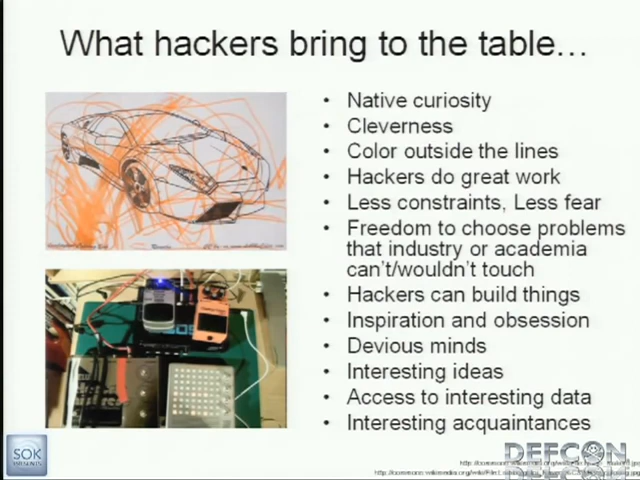 What hackers bring to the table…
• Native curiosity
• Cleverness
• Color outside the lines
• Hackers do great work
• Less constraints, Less fear
• Freedom to choose problems
that industry or academia
can't/wouldn't touch
• Hackers can build things
• Inspiration and obsession
• Devious minds
• Interesting ideas
• Access to interesting data
• Interesting acquaintances
SOK
DEFCON